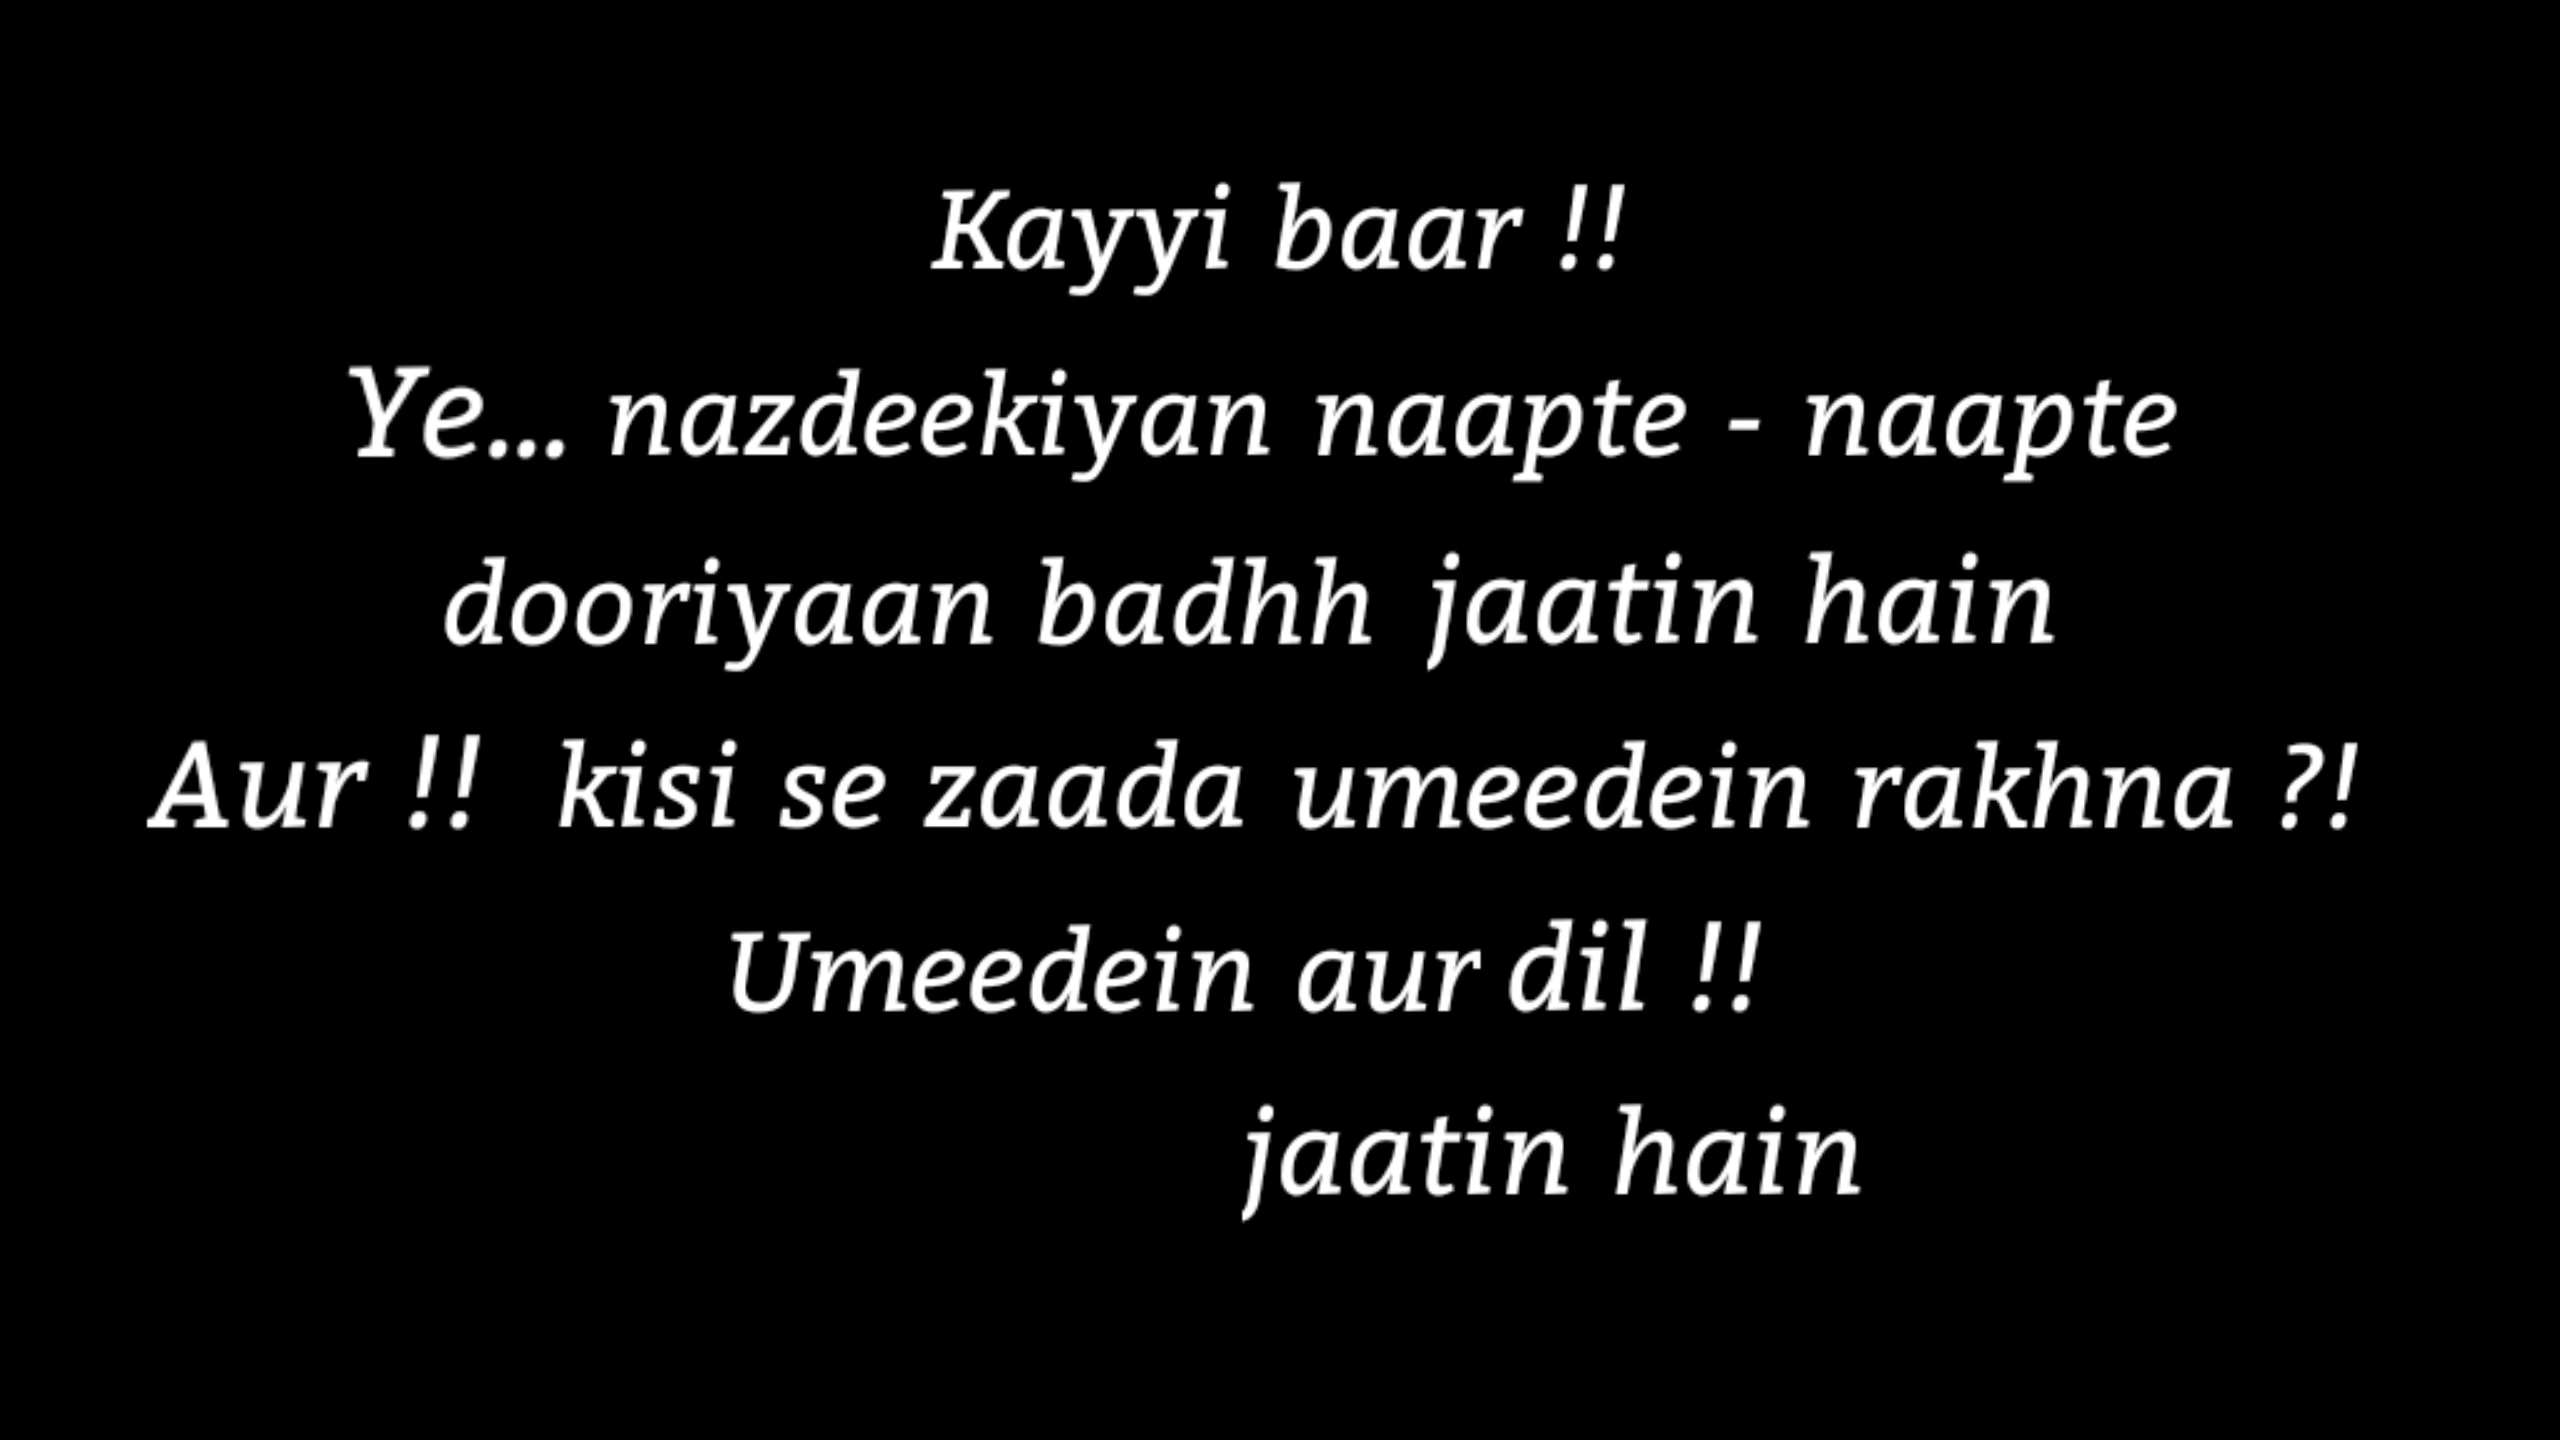 Kayyi baar !!
Ye... nazdeekiyan naapte - naapte
dooriyaan badhh jaatin hain
Aur !! kisi se zaada umeedein rakhna ?!
Umeedein aur dil !!
jaatin hain